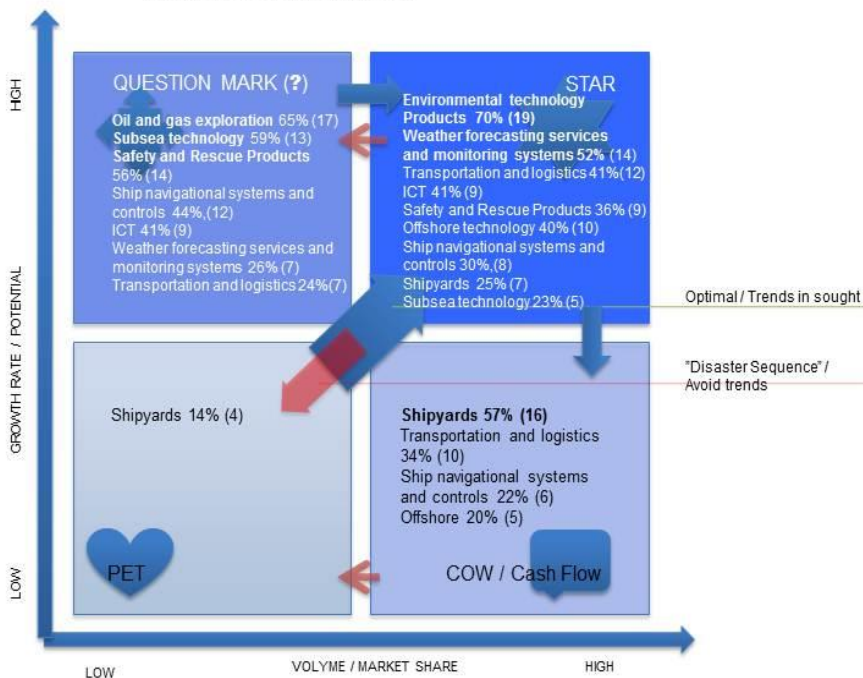 HIGH
GROWTH RATE / POTENTIAL
LOW
QUESTION MARK (?)
Oil and gas exploration 65% (17)
Subsea technology 59% (13)
Safety and Rescue Products
56% (14)
Ship navigational systems and
controls 44%,(12)
ICT 41% (9)
Weather forecasting services and
monitoring systems 26% (7)
Transportation and logistics 24%(7)
STAR
Environmental technology
Products 70% (19)
Weather forecasting services
and monitoring systems 52% (14)
Transportation and logistics 41%(12)
ICT 41% (9)
Safety and Rescue Products 36% (9)
Offshore technology 40% (10)
Ship navigational systems and
controls 30%,(8)
Shipyards 25% (7)
Subsea technology 23% (5)
Optimal / Trends in sought
"Disaster Sequence" /
Avoid trends
Shipyards 14% (4)
PET
Shipyards 57% (16)
Transportation and logistics
34% (10)
Ship navigational systems
and controls 22% (6)
Offshore 20% (5)
COW / Cash Flow
LOW
VOLYME / MARKET SHARE
HIGH